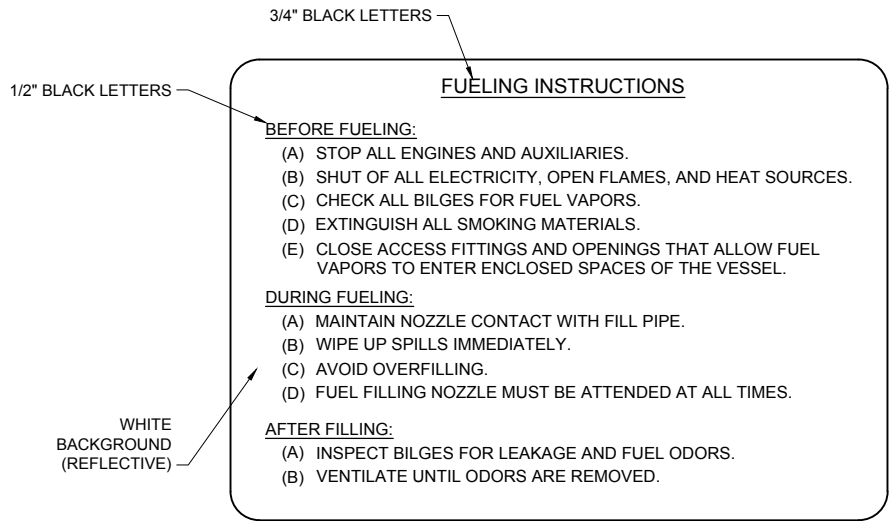 3/4" BLACK LETTERS
1/2" BLACK LETTERS
FUELING INSTRUCTIONS
BEFORE FUELING:
(A) STOP ALL ENGINES AND AUXILIARIES.
(B) SHUT OF ALL ELECTRICITY, OPEN FLAMES, AND HEAT SOURCES.
(C) CHECK ALL BILGES FOR FUEL VAPORS.
(D) EXTINGUISH ALL SMOKING MATERIALS.
(E) CLOSE ACCESS FITTINGS AND OPENINGS THAT ALLOW FUEL
VAPORS TO ENTER ENCLOSED SPACES OF THE VESSEL.
DURING FUELING:
(A) MAINTAIN NOZZLE CONTACT WITH FILL PIPE.
(B) WIPE UP SPILLS IMMEDIATELY.
(C) AVOID OVERFILLING.
(D) FUEL FILLING NOZZLE MUST BE ATTENDED AT ALL TIMES.
WHITE
BACKGROUND
(REFLECTIVE)
AFTER FILLING:
(A) INSPECT BILGES FOR LEAKAGE AND FUEL ODORS.
(B) VENTILATE UNTIL ODORS ARE REMOVED.